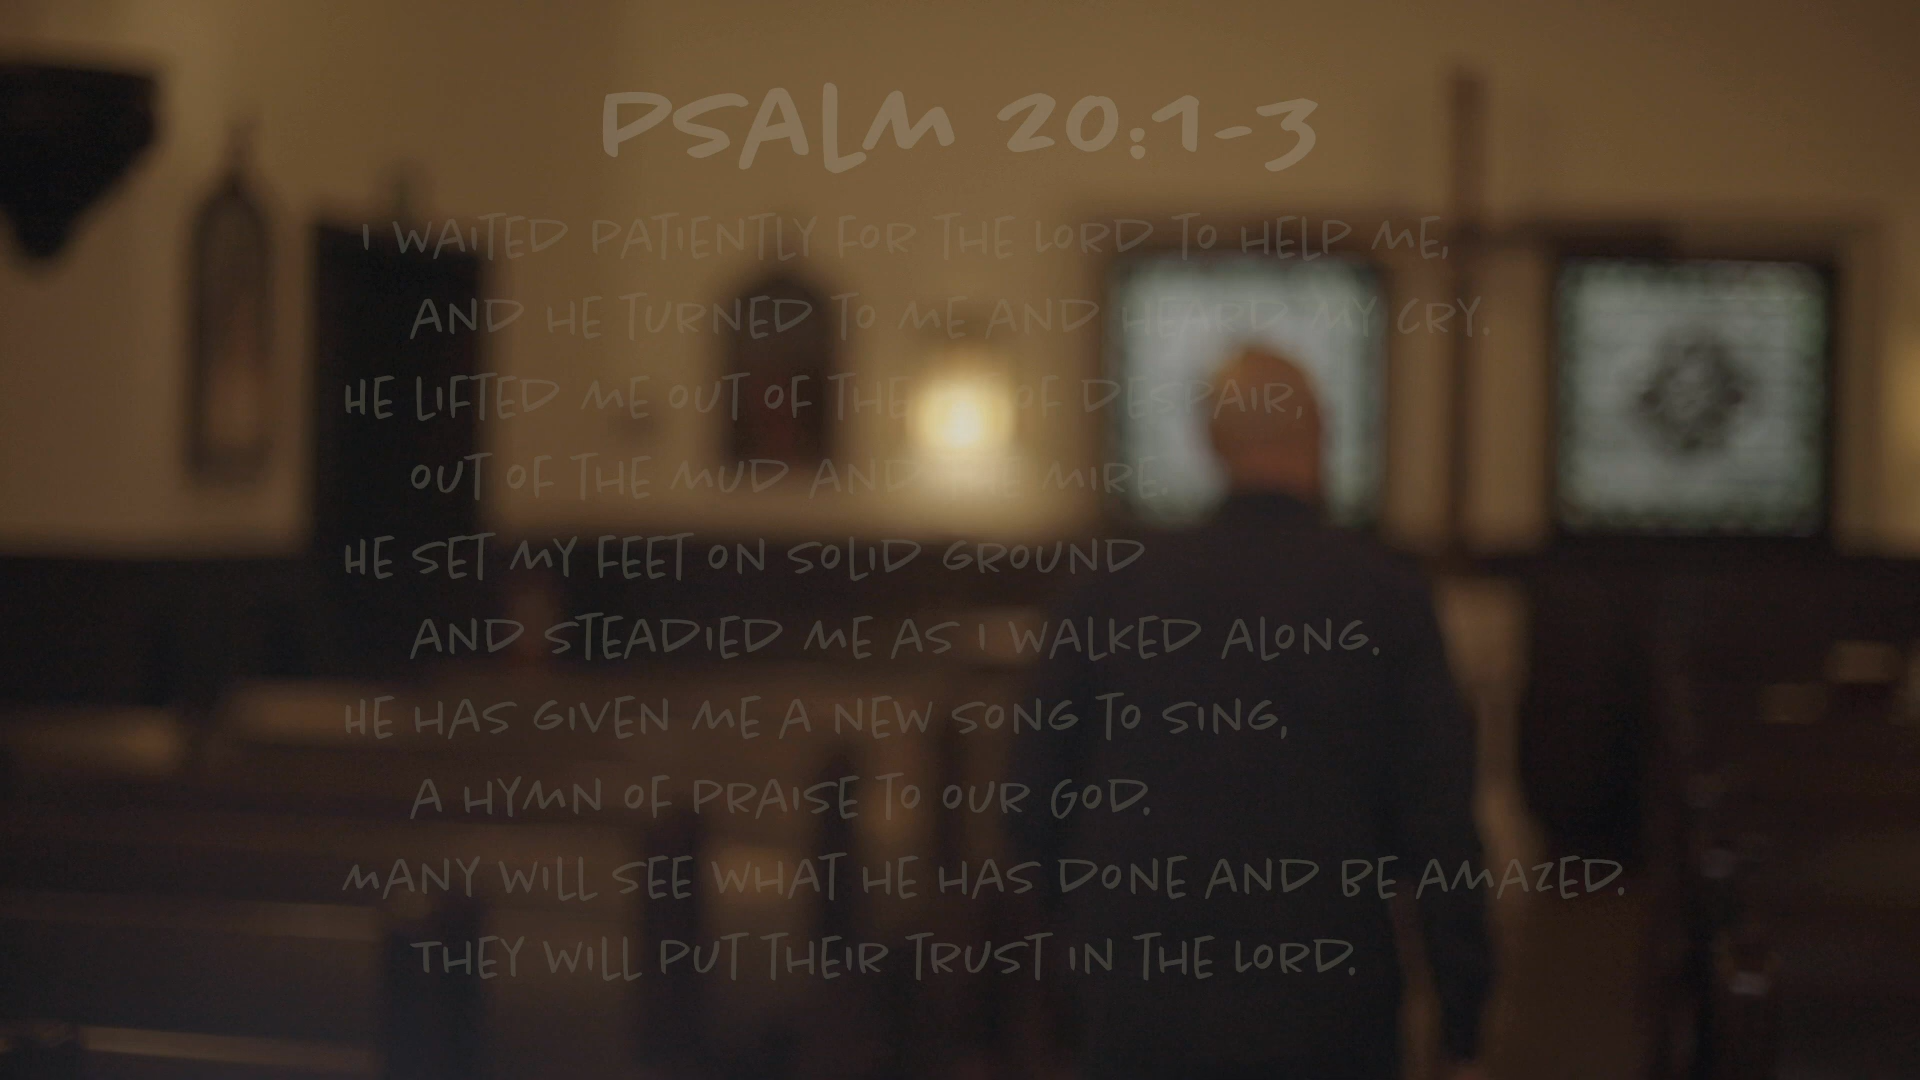 PSALM 20:1-3
I WAITED PATIENTLY FOR THE LORD TO HELP ME,
AND HE TURNED TO ME AND HEARD MY CRY.
HE LIFTED ME OUT OF THE OF DESPAIR,
OUT OF THE MUD AND MIRE.
HE SET MY FEET ON SOLID GROUND
AND STEADIED ME AS I WALKED ALONG.
HE HAS GIVEN ME A NEW SONG TO SING,
A HYMN OF PRAISE TO OUR GOD.
MANY WILL SEE WHAT HE HAS DONE AND BE AMAZED.
THEY WILL PUT THEIR TRUST IN THE LORD.